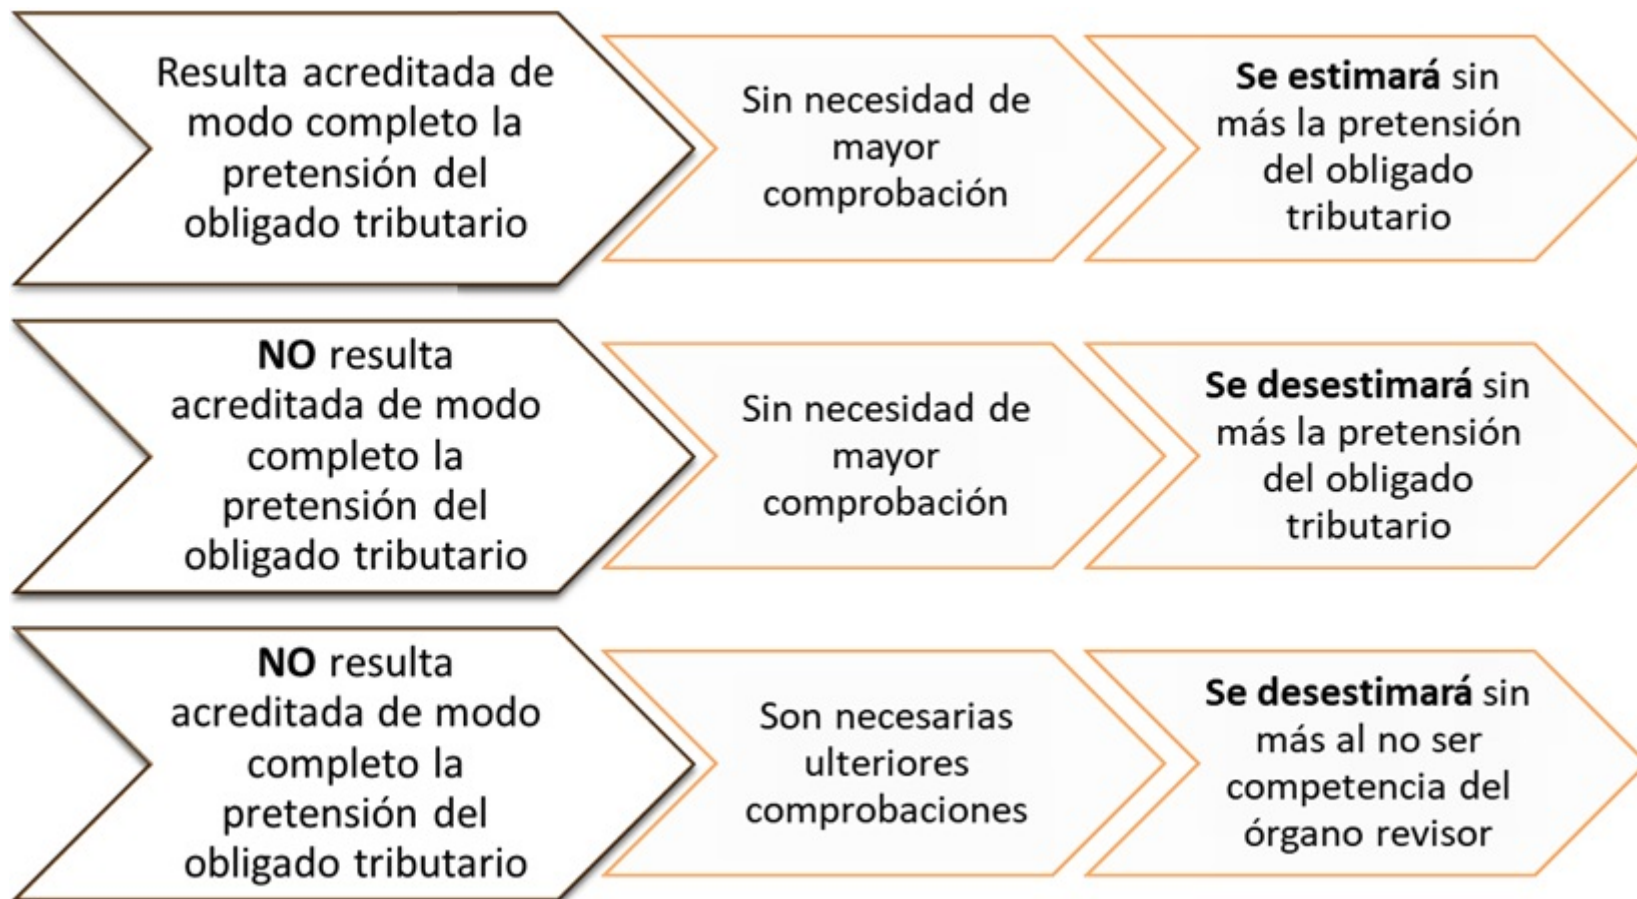 Resulta acreditada de
modo completo la
pretensión del
obligado tributario
Sin necesidad de
mayor
comprobación
Se estimará sin
más la pretensión
del obligado
tributario
NO resulta
acreditada de modo
completo la
pretensión del
obligado tributario
Sin necesidad de
mayor
comprobación
Se desestimará sin
más la pretensión
del obligado
tributario
NO resulta
acreditada de modo
completo la
pretensión del
obligado tributario
Son necesarias
ulteriores
comprobaciones
Se desestimará sin
más al no ser
competencia del
órgano revisor